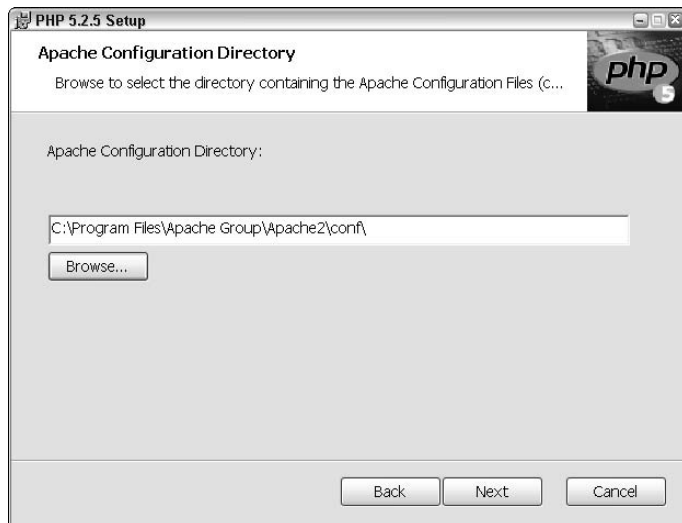 PHP 5.2.5 Setup
Apache Configuration Directory
Browse to select the directory containing the Apache Configuration Files (c...
php
5
Apache Configuration Directory:
C:\Program Files\Apache Group\Apache2\conf\
Browse...
Back Next Cancel